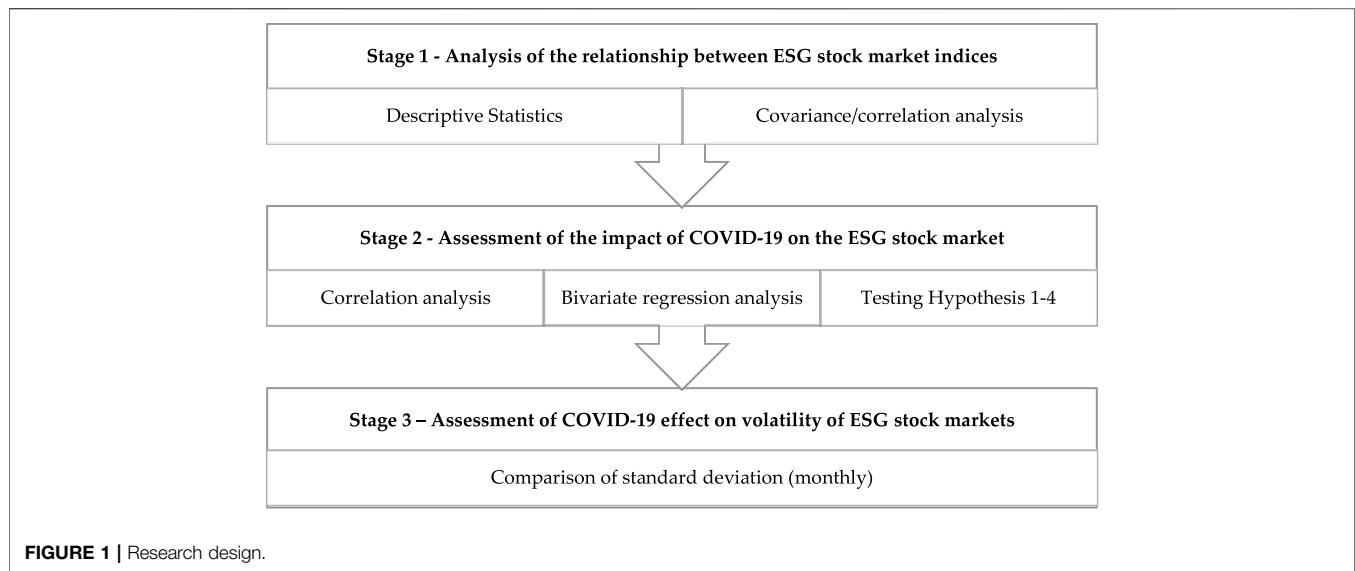 Stage 1 - Analysis of the relationship between ESG stock market indices
Descriptive Statistics
Covariance/correlation analysis
Stage 2 - Assessment of the impact of COVID-19 on the ESG stock market
Correlation analysis
Bivariate regression analysis
Testing Hypothesis 1-4
Stage 3 – Assessment of COVID-19 effect on volatility of ESG stock markets
Comparison of standard deviation (monthly)
FIGURE 1 | Research design.